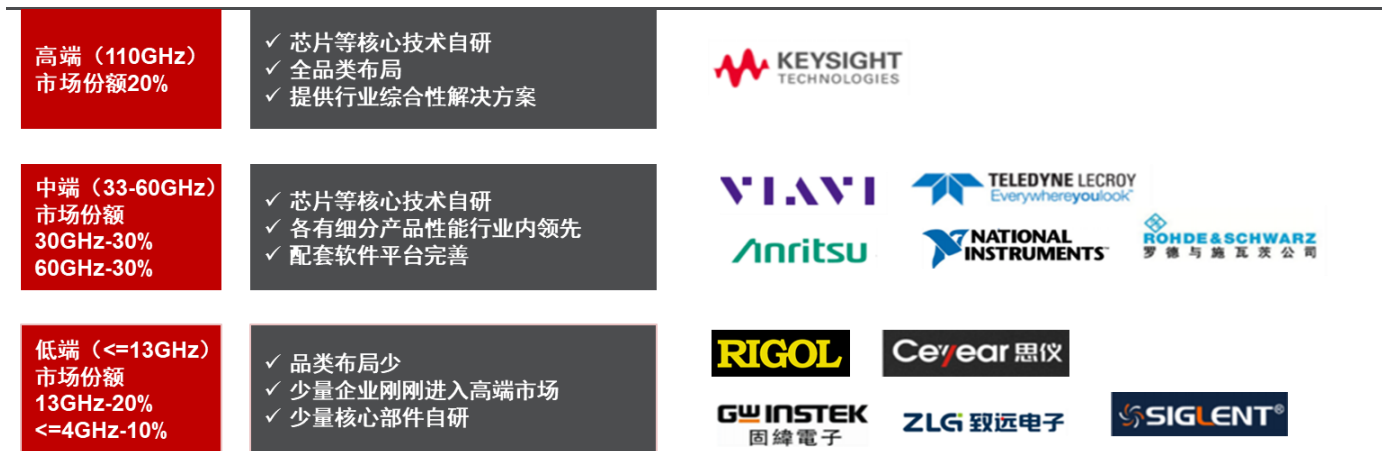 高端（110GHz）
市场份额20%
✓ 芯片等核心技术自研
✓ 全品类布局
✓ 提供行业综合性解决方案
KEYSIGHT
TECHNOLOGIES
中端（33-60GHz）
市场份额
30GHz-30%
60GHz-30%
✓ 芯片等核心技术自研
✓ 各有细分产品性能行业内领先
✓ 配套软件平台完善
VIAVI
TELEDYNE LECROY
Everywhereyoulook™
Anritsu
NATIONAL
INSTRUMENTS™
ROHDE&SCHWARZ
罗德与施瓦茨公司
低端（<=13GHz）
市场份额
13GHz-20%
<=4GHz-10%
✓ 品类布局少
✓ 少量企业刚刚进入高端市场
✓ 少量核心部件自研
RIGOL
Ceyear 思仪
GW INSTEK
固緯電子
ZLG 致远电子
SIGLENT®